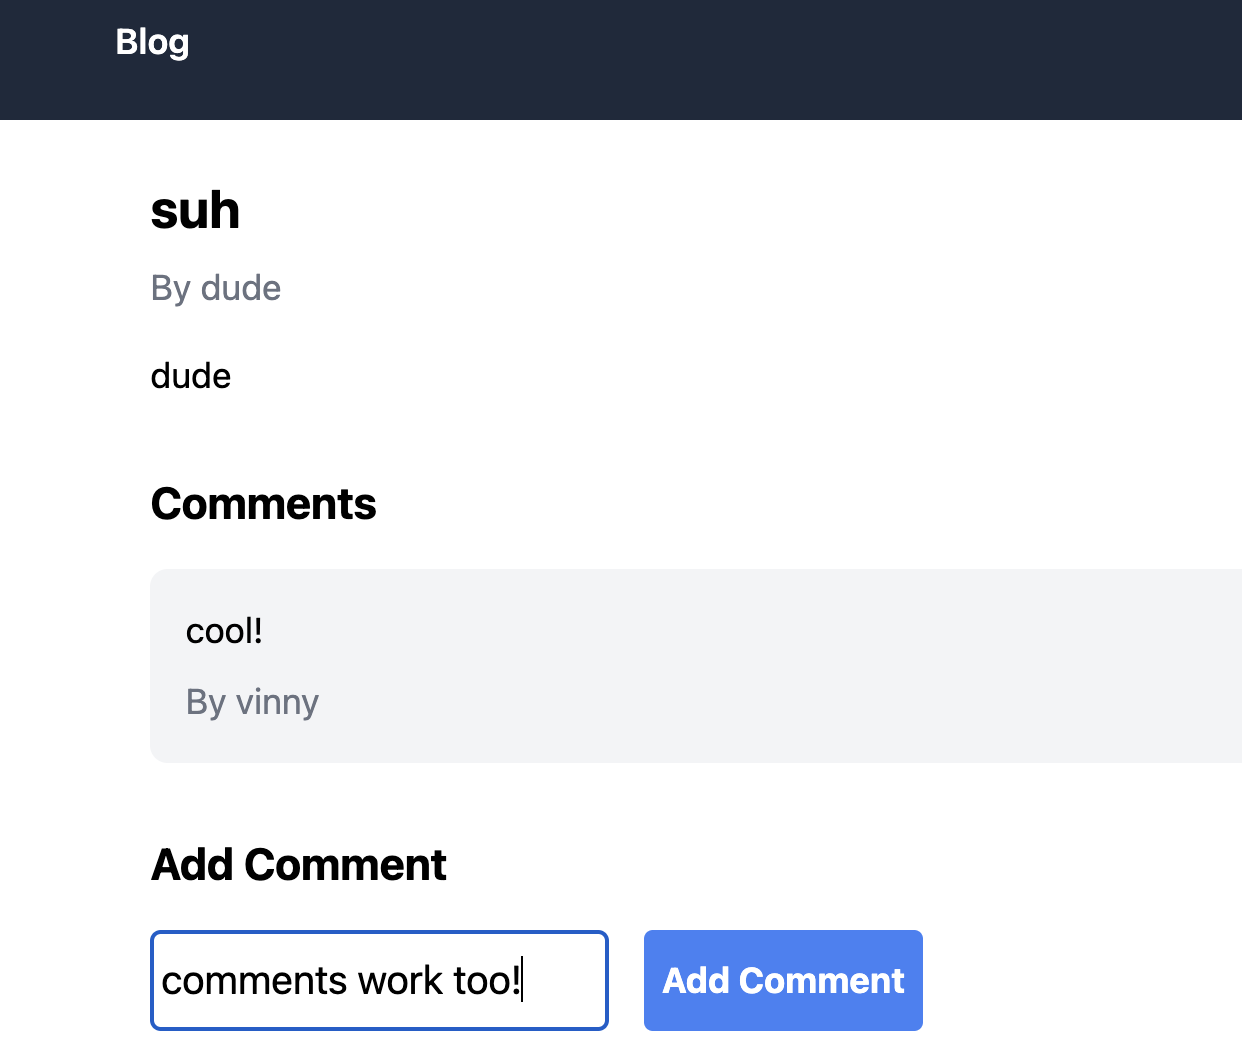 Blog
suh
By dude
dude
Comments
cool!
By vinny
Add Comment
comments work too!
Add Comment